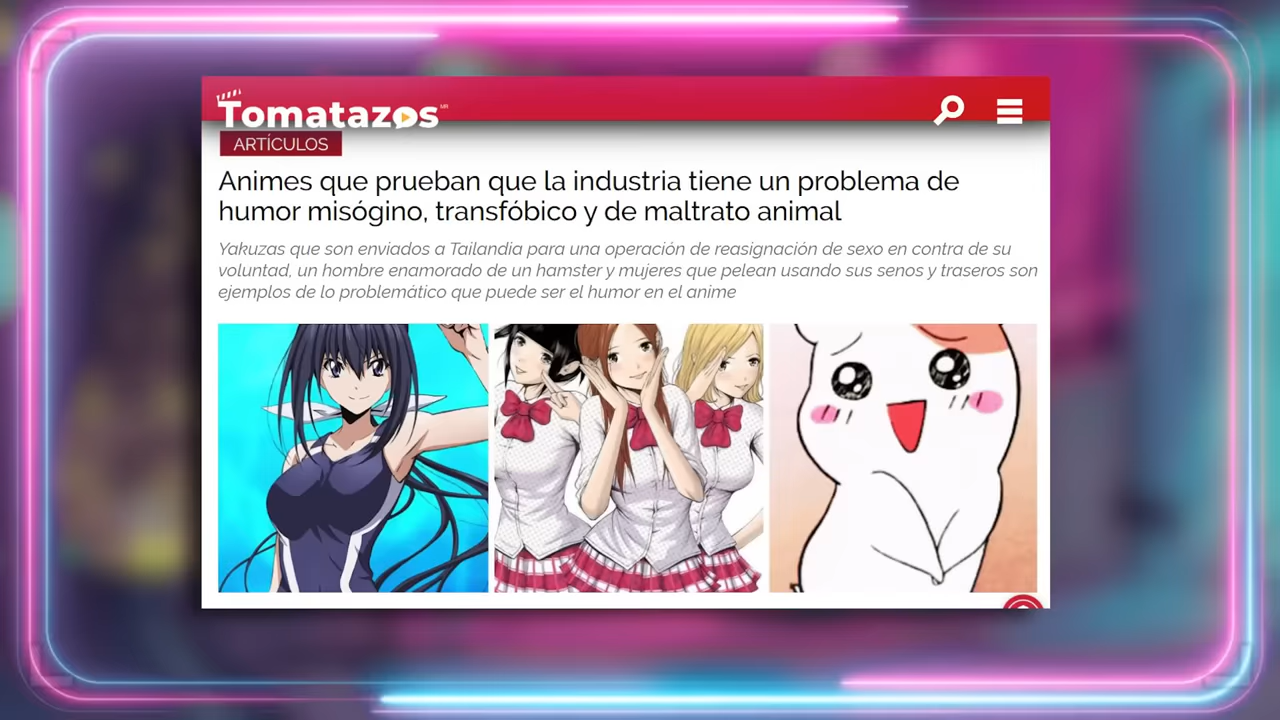 Tomatazos
ARTÍCULOS
Animes que prueban que la industria tiene un problema de
humor misógino, transfóbico y de maltrato animal
Yakuzas que son enviados a Tailandia para una operación de reasignación de sexo en contra de su
voluntad, un hombre enamorado de un hamster y mujeres que pelean usando sus senos y traseros son
ejemplos de lo problemático que puede ser el humor en el anime